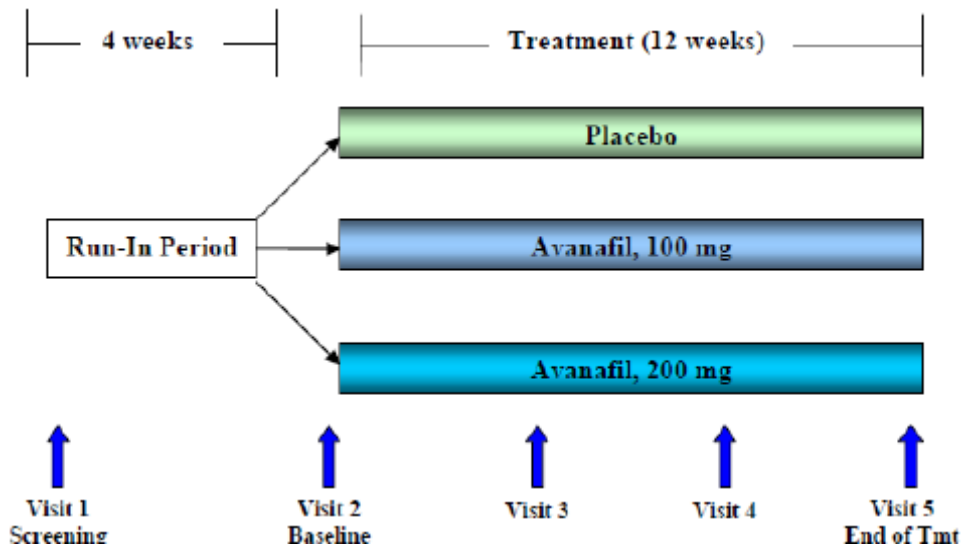 4 weeks
Treatment (12 weeks)
Placebo
Run-In Period
Avanafil, 100 mg
Avanafil, 200 mg
Visit 1
Screening
Visit 2
Baseline
Visit 3
Visit 4
Visit 5
End of Tmt